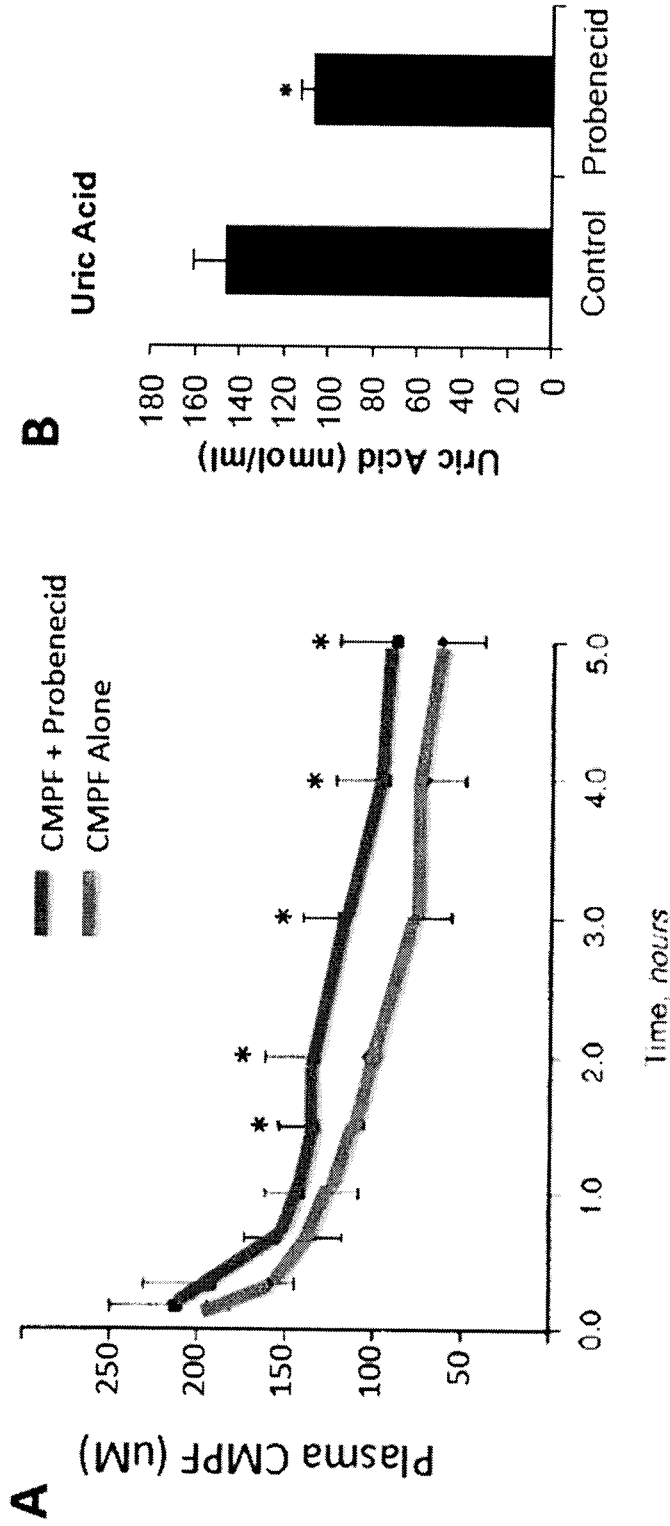 A
CMPF + Probenecid
CMPF Alone
Plasma CMPF (uM)
250
200
150
100
50
*
*
*
*
*
0.0
1.0
2.0
3.0
4.0
5.0
Time, hours
B
Uric Acid
Uric Acid (nmol/ml)
180
160
140
120
100
80
60
40
20
0
*
Control
Probenecid